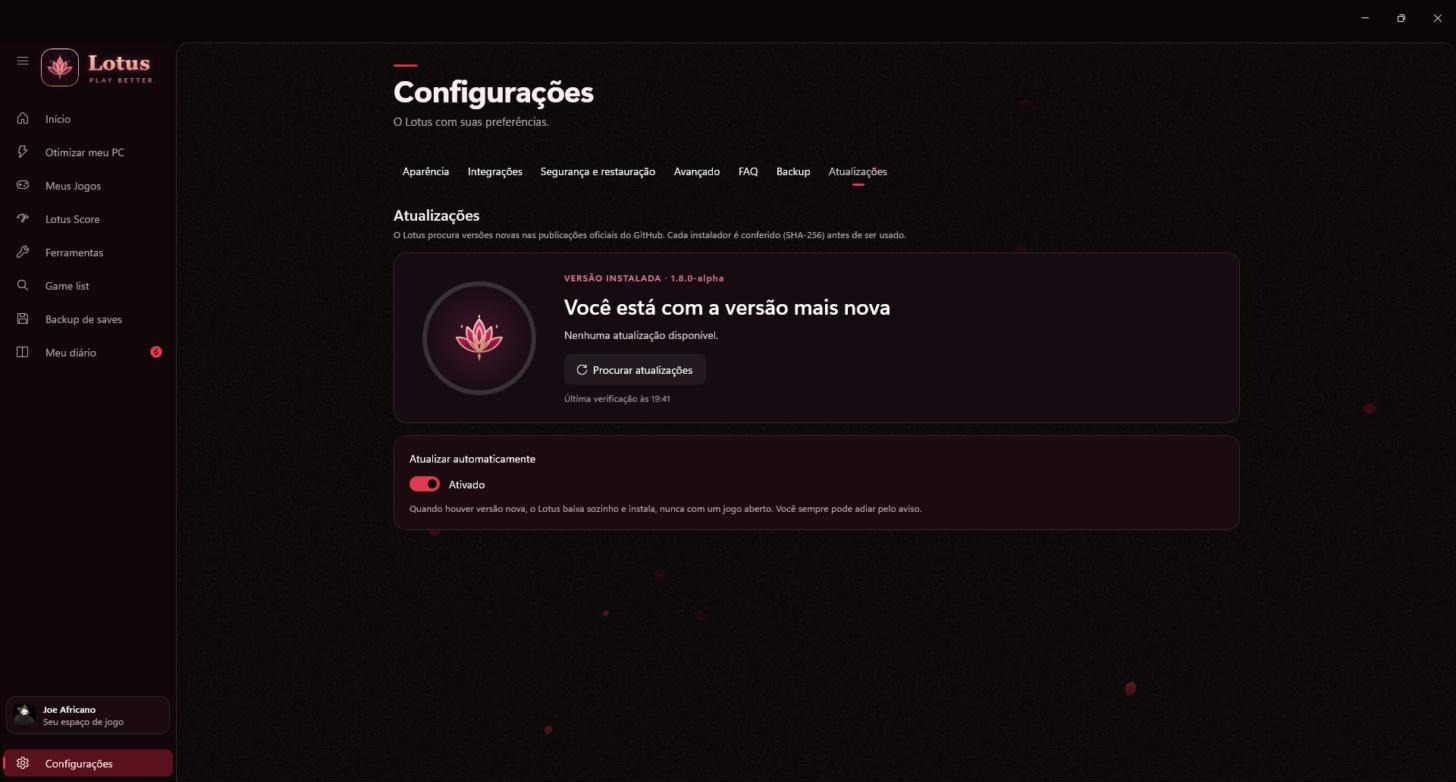 Lotus
PLAY BETTER.
Início
Otimizar meu PC
Meus Jogos
Lotus Score
Ferramentas
Game list
Backup de saves
Meu diário
6
Joe Africano
Seu espaço de jogo
Configurações
Configurações
O Lotus com suas preferências.
Aparência Integrações Segurança e restauração Avançado FAQ Backup Atualizações
Atualizações
O Lotus procura versões novas nas publicações oficiais do GitHub. Cada instalador é conferido (SHA-256) antes de ser usado.
VERSÃO INSTALADA · 1.8.0-alpha
Você está com a versão mais nova
Nenhuma atualização disponível.
Procurar atualizações
Última verificação às 19:41
Atualizar automaticamente
Ativado
Quando houver versão nova, o Lotus baixa sozinho e instala, nunca com um jogo aberto. Você sempre pode adiar pelo aviso.